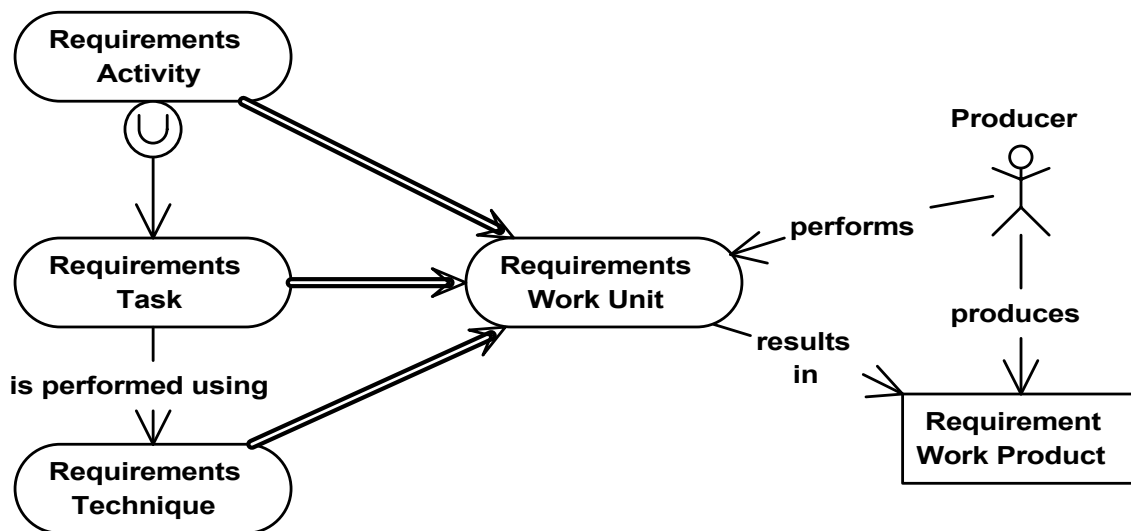 Requirements
Activity
U
Requirements
Task
is performed using
Requirements
Technique
Requirements
Work Unit
Producer
performs
produces
results
in
Requirement
Work Product